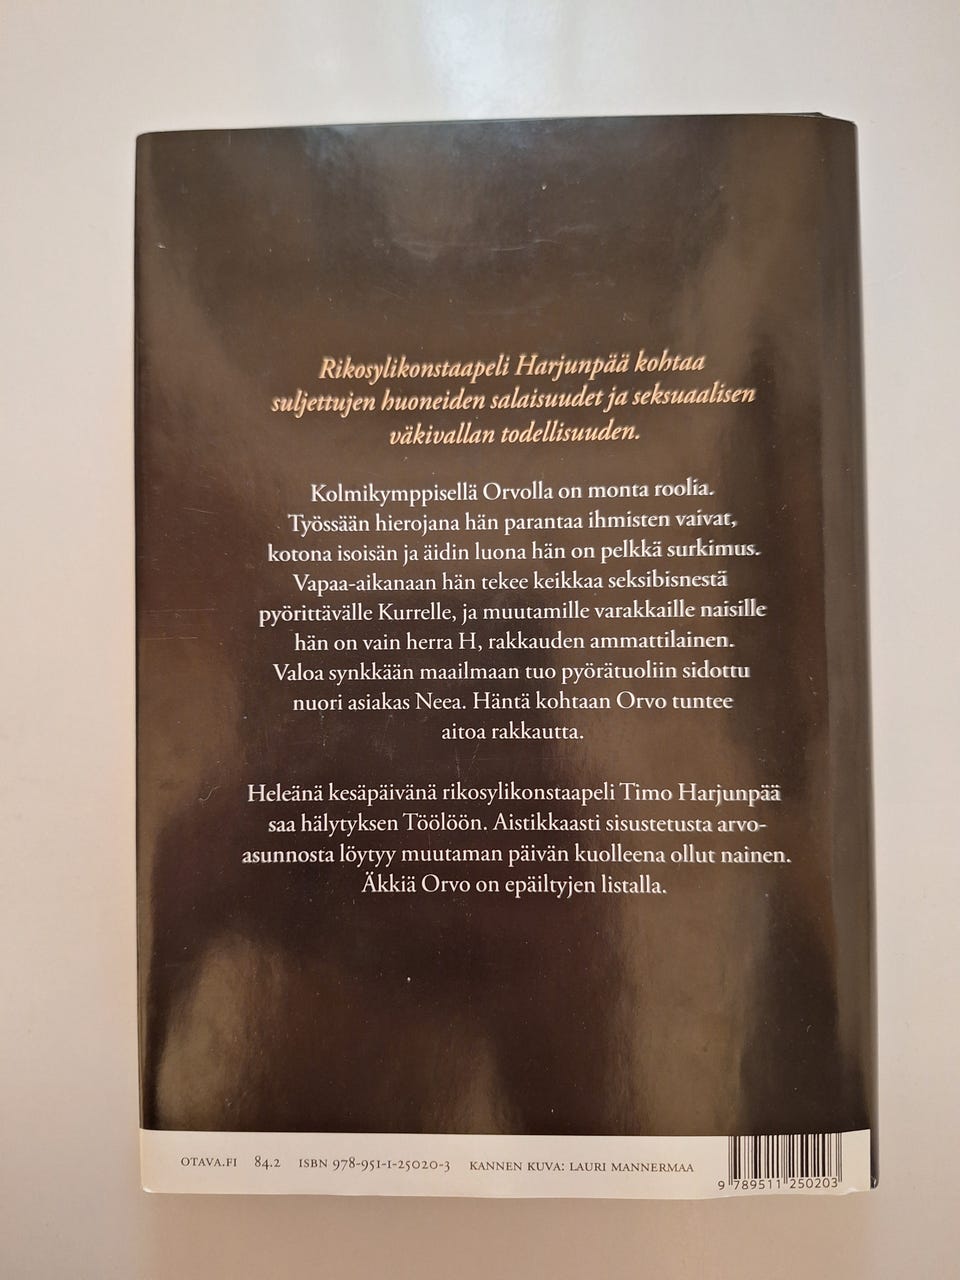 Rikosylikonstaapeli Harjunpää kohtaa
suljettujen huoneiden salaisuudet ja seksuaalisen
väkivallan todellisuuden.
Kolmikymppisellä Orvolla on monta roolia.
Työssään hierojana hän parantaa ihmisten vaivat,
kotona isoisän ja äidin luona hän on pelkkä surkimus.
Vapaa-aikanaan hän tekee keikkaa seksibisnestä
pyörittävälle Kurrelle, ja muutamille varakkaille naisille
hän on vain herra H, rakkauden ammattilainen.
Valoa synkkään maailmaan tuo pyörätuoliin sidottu
nuori asiakas Neea. Häntä kohtaan Orvo tuntee
aitoa rakkautta.
Heleänä kesäpäivänä rikosylikonstaapeli Timo Harjunpää
saa hälytyksen Töölöön. Aistikkaasti sisustetusta arvo-
asunnosta löytyy muutaman päivän kuolleena ollut nainen.
Äkkiä Orvo on epäiltyjen listalla.
OTAVA.FI 84.2 ISBN 978-951-1-25020-3 KANNEN KUVA: LAURI MANNERMAA
9 789511 250203